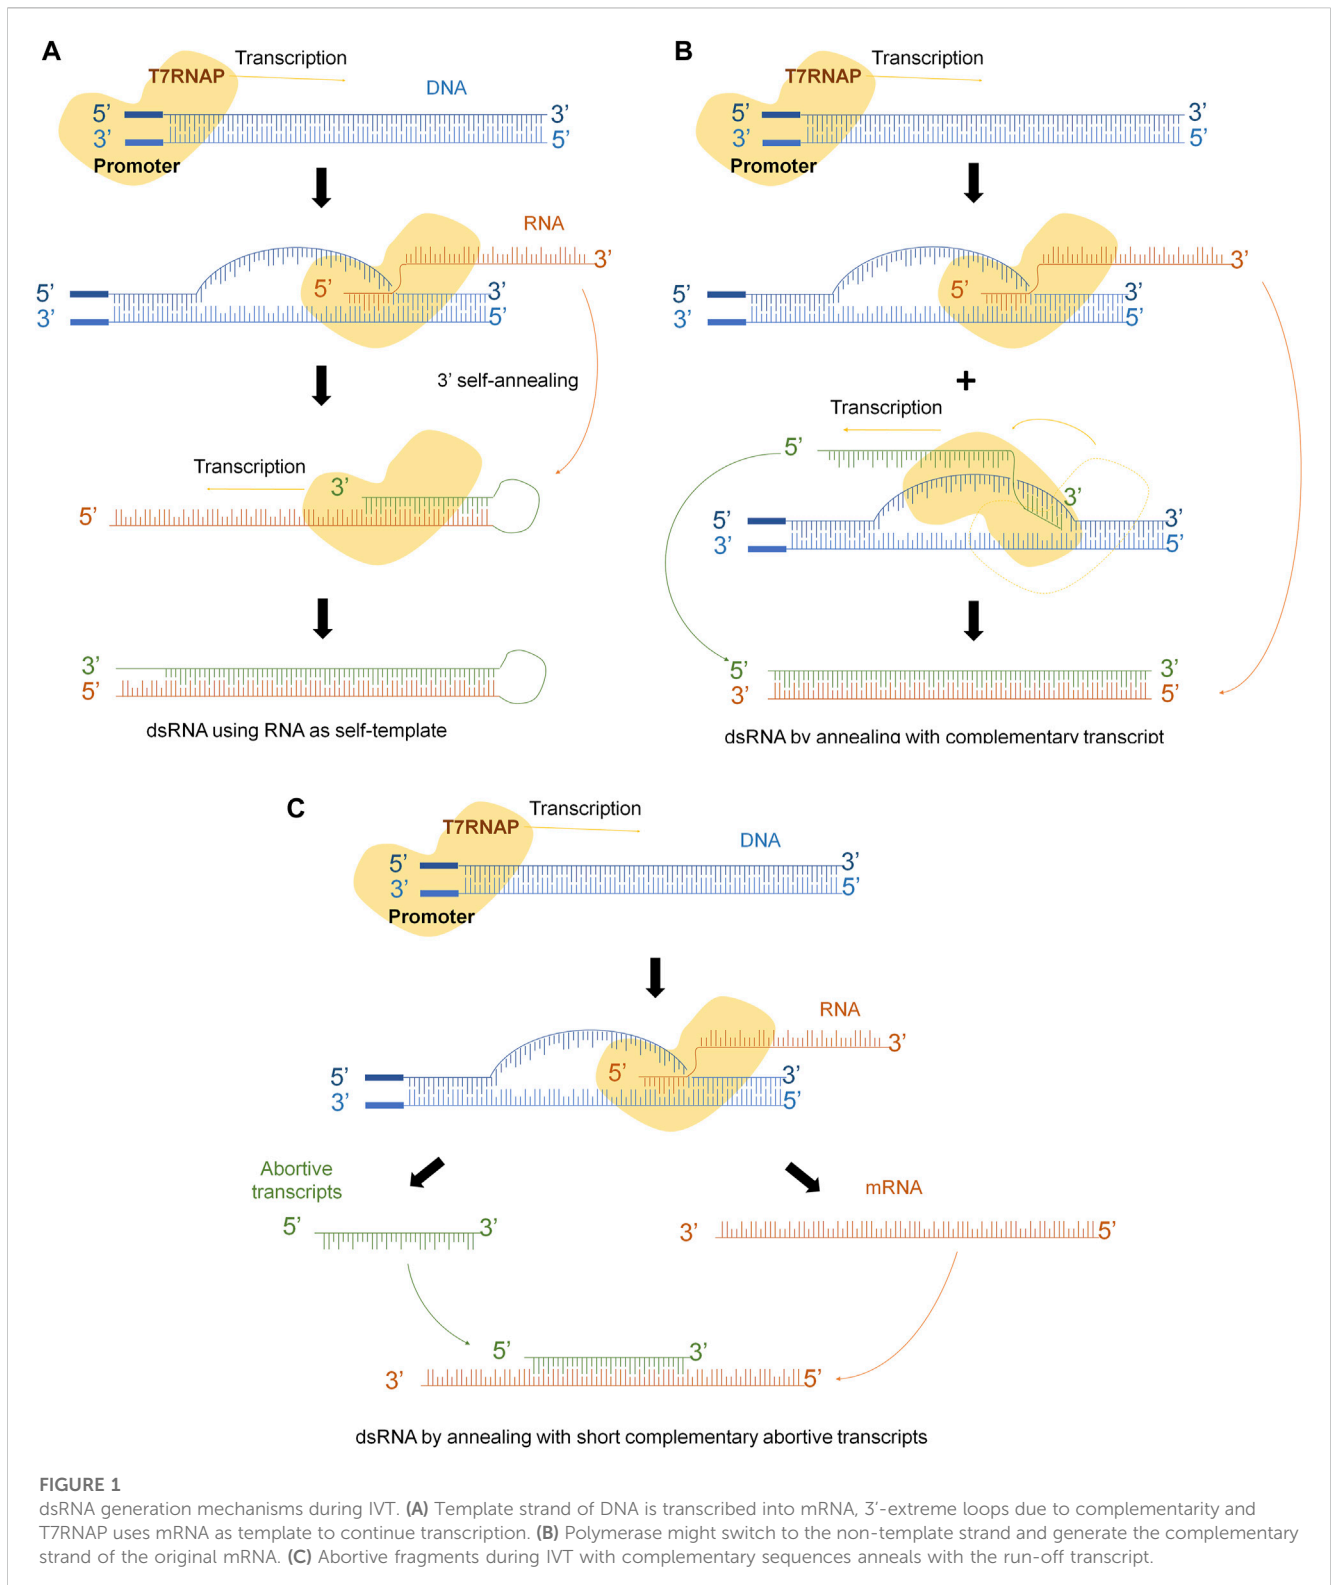 A
T7RNAP
Transcription
DNA
5’
3’
3’
5’
Promoter
RNA
3’
5’
5’
3’
3’
5’
3’ self-annealing
Transcription
3’
5’
3’
5’
dsRNA using RNA as self-template
B
T7RNAP
Transcription
5’
3’
3’
5’
Promoter
3’
5’
5’
3’
3’
5’
+
Transcription
5’
3’
5’
3’
3’
5’
5’
3’
3’
5’
dsRNA by annealing with complementary transcript
C
T7RNAP
Transcription
DNA
5’
3’
3’
5’
Promoter
RNA
3’
5’
5’
3’
3’
5’
Abortive
transcripts
5’
3’
mRNA
3’
5’
5’
3’
3’
5’
dsRNA by annealing with short complementary abortive transcripts
FIGURE 1
dsRNA generation mechanisms during IVT. (A) Template strand of DNA is transcribed into mRNA, 3’-extreme loops due to complementarity and
T7RNAP uses mRNA as template to continue transcription. (B) Polymerase might switch to the non-template strand and generate the complementary
strand of the original mRNA. (C) Abortive fragments during IVT with complementary sequences anneals with the run-off transcript.